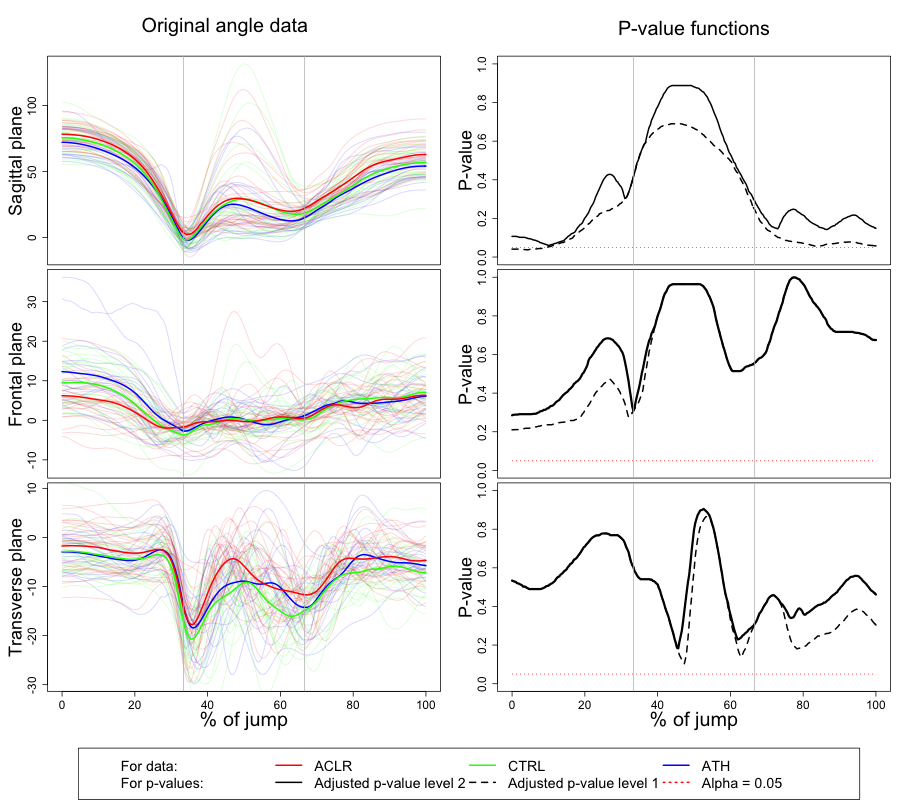 Original angle data
P-value functions
Sagittal plane
0 50 100
P-value
0.0 0.2 0.4 0.6 0.8 1.0
Frontal plane
-10 0 10 20 30
P-value
0.0 0.2 0.4 0.6 0.8 1.0
Transverse plane
-30 -20 -10 0 10
P-value
0.0 0.2 0.4 0.6 0.8 1.0
0 20 40 60 80 100
% of jump
0 20 40 60 80 100
% of jump
For data: ACLR CTRL ATH
For p-values: Adjusted p-value level 2 Adjusted p-value level 1 Alpha = 0.05